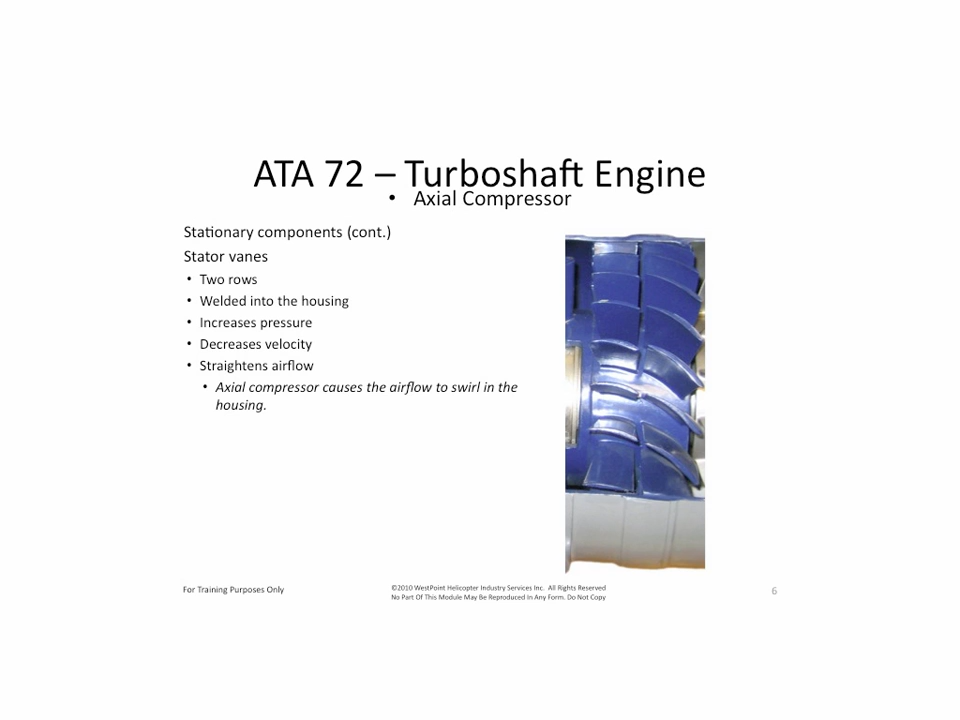 ATA 72 – Turboshaft Engine
• Axial Compressor
Stationary components (cont.)
Stator vanes
• Two rows
• Welded into the housing
• Increases pressure
• Decreases velocity
• Straightens airflow
• Axial compressor causes the airflow to swirl in the
housing.
For Training Purposes Only
©2010 WestPoint Helicopter Industry Services Inc. All Rights Reserved
No Part Of This Module May Be Reproduced In Any Form. Do Not Copy
6